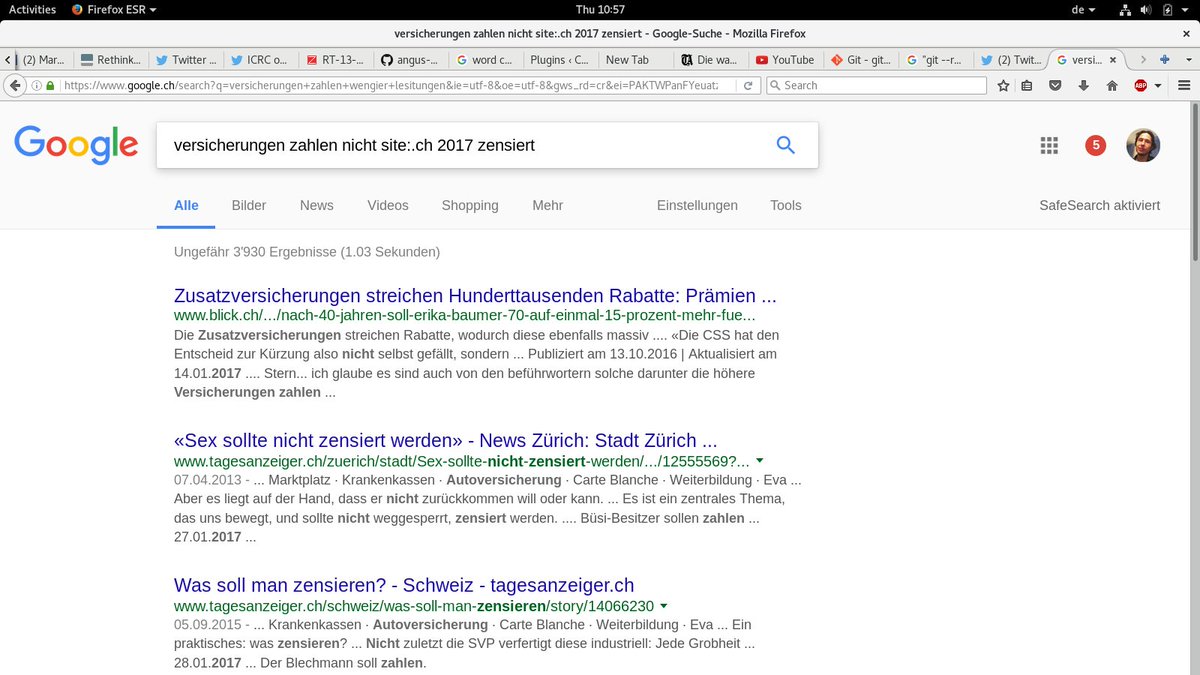 Activities Firefox ESR Thu 10:57 de
versicherungen zahlen nicht site:.ch 2017 zensiert - Google-Suche - Mozilla Firefox
(2) Mar... Rethink... Twitter ... ICRC o... RT-13-... angus-... word c... Plugins ‹ C... New Tab Die wa... YouTube Git - git... "git --r... (2) Twit... versi...
https://www.google.ch/search?q=versicherungen+zahlen+wengier+lesitungen&ie=utf-8&oe=utf-8&gws_rd=cr&ei=PAKTWPanFYeuatz Search ABP
Google versicherungen zahlen nicht site:.ch 2017 zensiert 5
Alle Bilder News Videos Shopping Mehr Einstellungen Tools SafeSearch aktiviert
Ungefähr 3'930 Ergebnisse (1.03 Sekunden)
Zusatzversicherungen streichen Hunderttausenden Rabatte: Prämien ...
www.blick.ch/.../nach-40-jahren-soll-erika-baumer-70-auf-einmal-15-prozent-mehr-fue...
Die Zusatzversicherungen streichen Rabatte, wodurch diese ebenfalls massiv .... «Die CSS hat den
Entscheid zur Kürzung also nicht selbst gefällt, sondern ... Publiziert am 13.10.2016 | Aktualisiert am
14.01.2017 .... Stern... ich glaube es sind auch von den beführwortern solche darunter die höhere
Versicherungen zahlen ...
«Sex sollte nicht zensiert werden» - News Zürich: Stadt Zürich ...
www.tagesanzeiger.ch/zuerich/stadt/Sex-sollte-nicht-zensiert-werden/.../12555569?...
07.04.2013 - ... Marktplatz · Krankenkassen · Autoversicherung · Carte Blanche · Weiterbildung · Eva ...
Aber es liegt auf der Hand, dass er nicht zurückkommen will oder kann. ... Es ist ein zentrales Thema,
das uns bewegt, und sollte nicht weggesperrt, zensiert werden. .... Büsi-Besitzer sollen zahlen ...
27.01.2017 ...
Was soll man zensieren? - Schweiz - tagesanzeiger.ch
www.tagesanzeiger.ch/schweiz/was-soll-man-zensieren/story/14066230
05.09.2015 - ... Krankenkassen · Autoversicherung · Carte Blanche · Weiterbildung · Eva ... Ein
praktisches: was zensieren? ... Nicht zuletzt die SVP verfertigt diese industriell: Jede Grobheit ...
28.01.2017 ... Der Blechmann soll zahlen.